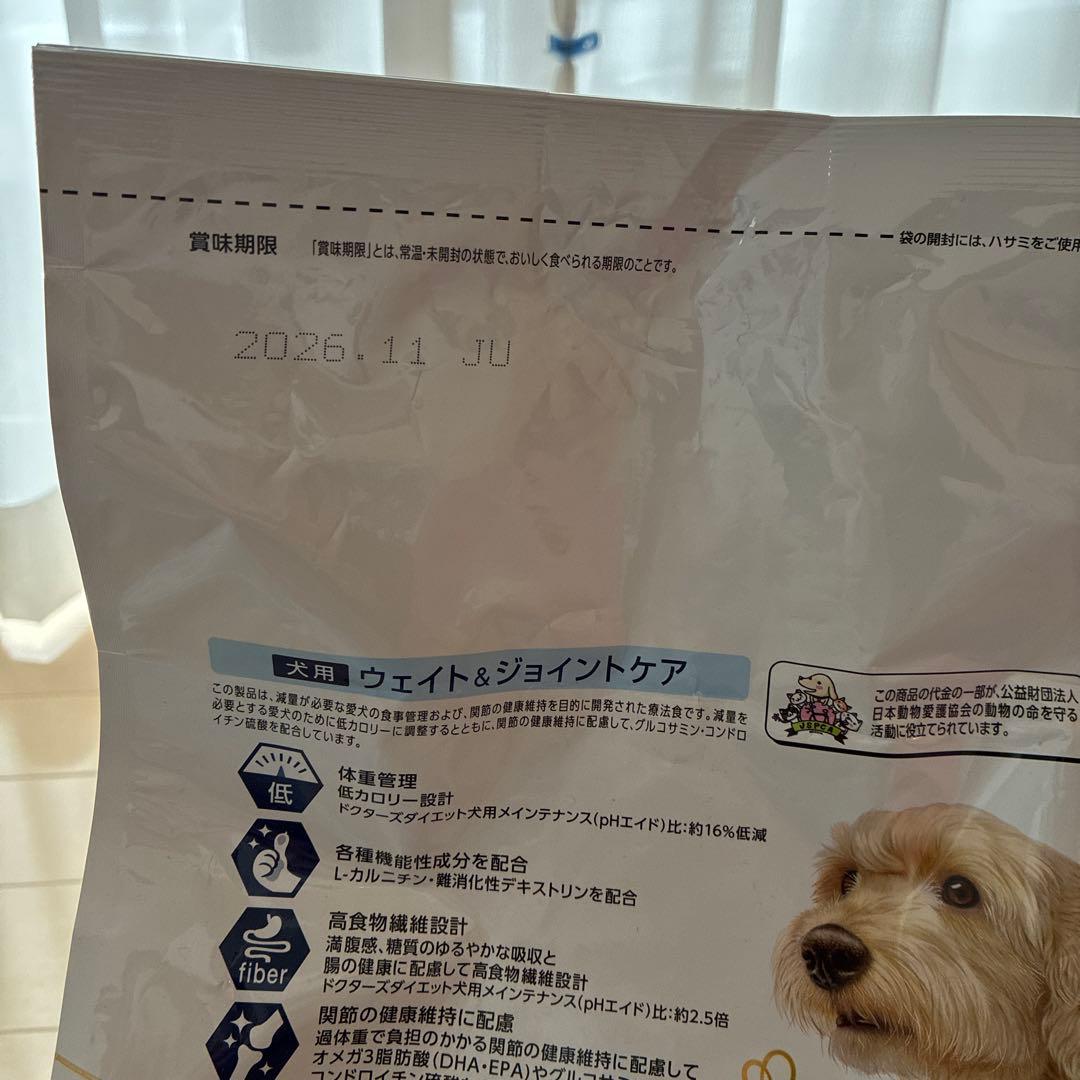 賞味期限 「賞味期限」とは、常温・未開封の状態で、おいしく食べられる期限のことです。
袋の開封には、ハサミをご使用
2026.11 JU
犬用 ウェイト&ジョイントケア
この製品は、減量が必要な愛犬の食事管理および、関節の健康維持を目的に開発された療法食です。減量を
必要とする愛犬のために低カロリーに調整するとともに、関節の健康維持に配慮して、グルコサミン・コンドロ
イチン硫酸を配合しています。
この商品の代金の一部が、公益財団法人
日本動物愛護協会の動物の命を守る
活動に役立てられています。
JSPCA
低
体重管理
低カロリー設計
ドクターズダイエット犬用メインテナンス(pHエイド)比:約16%低減
各種機能性成分を配合
L-カルニチン・難消化性デキストリンを配合
fiber
高食物繊維設計
満腹感、糖質のゆるやかな吸収と
腸の健康に配慮して高食物繊維設計
ドクターズダイエット犬用メインテナンス(pHエイド)比:約2.5倍
関節の健康維持に配慮
過体重で負担のかかる関節の健康維持に配慮して
オメガ3脂肪酸(DHA・EPA)やグルコサ
コンドロイチン硫酸